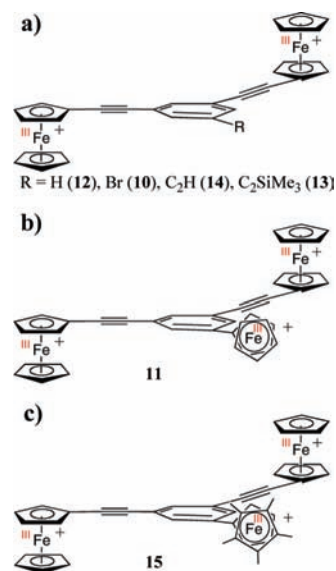 a)
III
Fe
+
III
Fe
+
R
R = H (12), Br (10), C₂H (14), C₂SiMe₃ (13)
b)
III
Fe
+
III
Fe
+
III
Fe
+
11
c)
III
Fe
+
III
Fe
+
III
Fe
+
15